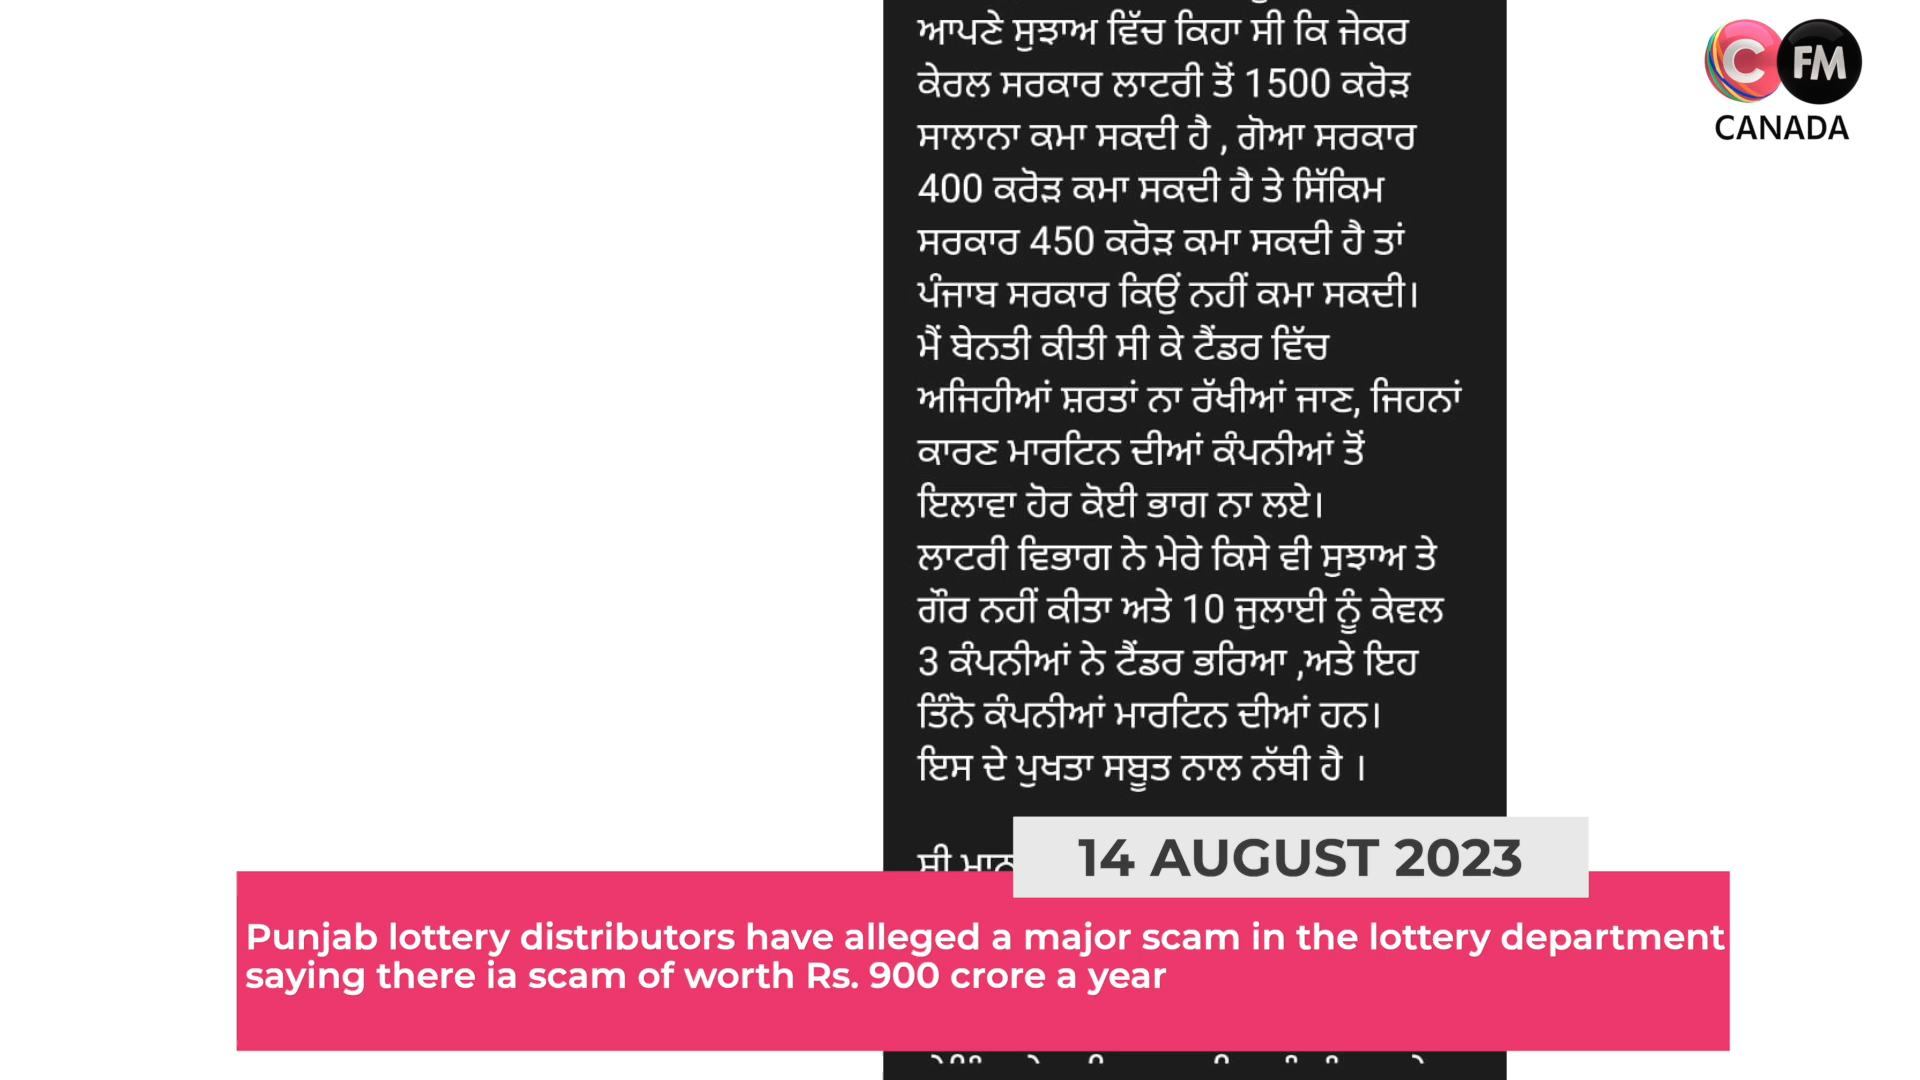 ਆਪਣੇ ਸੁਝਾਅ ਵਿੱਚ ਕਿਹਾ ਸੀ ਕਿ ਜੇਕਰ
ਕੇਰਲ ਸਰਕਾਰ ਲਾਟਰੀ ਤੋਂ 1500 ਕਰੋੜ
ਸਾਲਾਨਾ ਕਮਾ ਸਕਦੀ ਹੈ , ਗੋਆ ਸਰਕਾਰ
400 ਕਰੋੜ ਕਮਾ ਸਕਦੀ ਹੈ ਤੇ ਸਿੱਕਿਮ
ਸਰਕਾਰ 450 ਕਰੋੜ ਕਮਾ ਸਕਦੀ ਹੈ ਤਾਂ
ਪੰਜਾਬ ਸਰਕਾਰ ਕਿਉਂ ਨਹੀਂ ਕਮਾ ਸਕਦੀ।
ਮੈਂ ਬੇਨਤੀ ਕੀਤੀ ਸੀ ਕੇ ਟੈਂਡਰ ਵਿੱਚ
ਅਜਿਹੀਆਂ ਸ਼ਰਤਾਂ ਨਾ ਰੱਖੀਆਂ ਜਾਣ, ਜਿਹਨਾਂ
ਕਾਰਣ ਮਾਰਟਿਨ ਦੀਆਂ ਕੰਪਨੀਆਂ ਤੋਂ
ਇਲਾਵਾ ਹੋਰ ਕੋਈ ਭਾਗ ਨਾ ਲਏ।
ਲਾਟਰੀ ਵਿਭਾਗ ਨੇ ਮੇਰੇ ਕਿਸੇ ਵੀ ਸੁਝਾਅ ਤੇ
ਗੌਰ ਨਹੀਂ ਕੀਤਾ ਅਤੇ 10 ਜੁਲਾਈ ਨੂੰ ਕੇਵਲ
3 ਕੰਪਨੀਆਂ ਨੇ ਟੈਂਡਰ ਭਰਿਆ ,ਅਤੇ ਇਹ
ਤਿੰਨੋ ਕੰਪਨੀਆਂ ਮਾਰਟਿਨ ਦੀਆਂ ਹਨ।
ਇਸ ਦੇ ਪੁਖਤਾ ਸਬੂਤ ਨਾਲ ਨੱਥੀ ਹੈ ।
C FM
CANADA
14 AUGUST 2023
Punjab lottery distributors have alleged a major scam in the lottery department
saying there ia scam of worth Rs. 900 crore a year